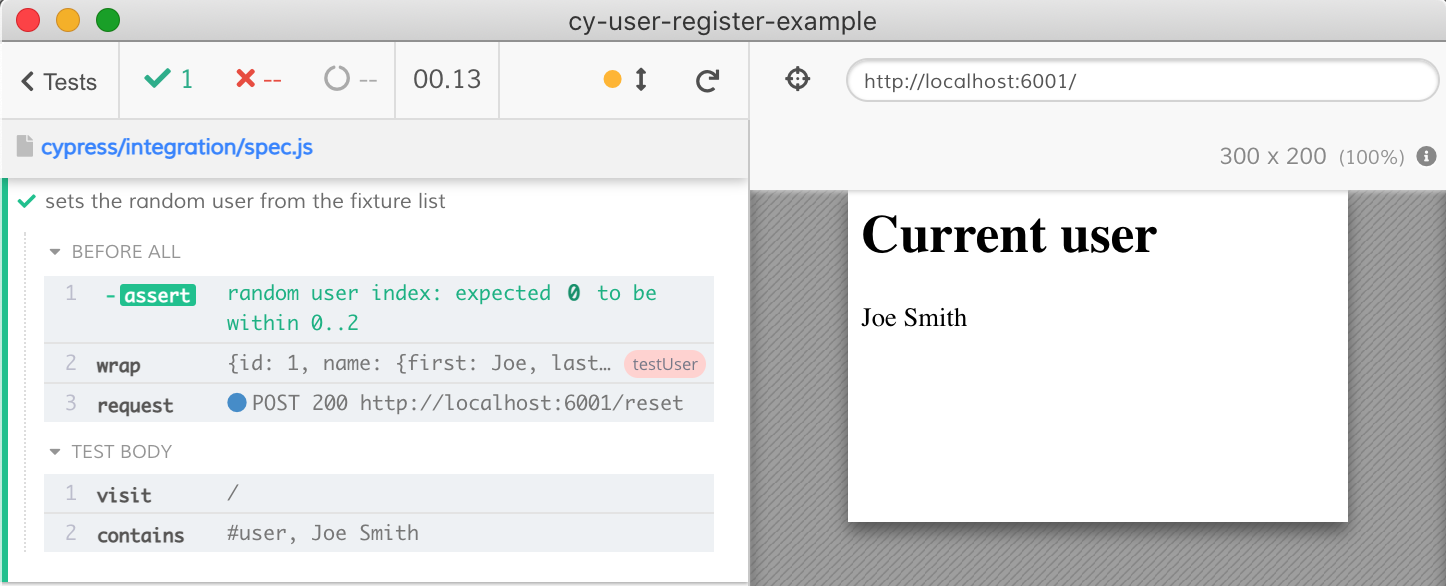 cy-user-register-example
Tests
1
--
--
00.13
http://localhost:6001/
cypress/integration/spec.js
300 x 200 (100%)
sets the random user from the fixture list
BEFORE ALL
1 -assert random user index: expected 0 to be
within 0..2
2 wrap {id: 1, name: {first: Joe, last… testUser
3 request POST 200 http://localhost:6001/reset
TEST BODY
1 visit /
2 contains #user, Joe Smith
Current user
Joe Smith